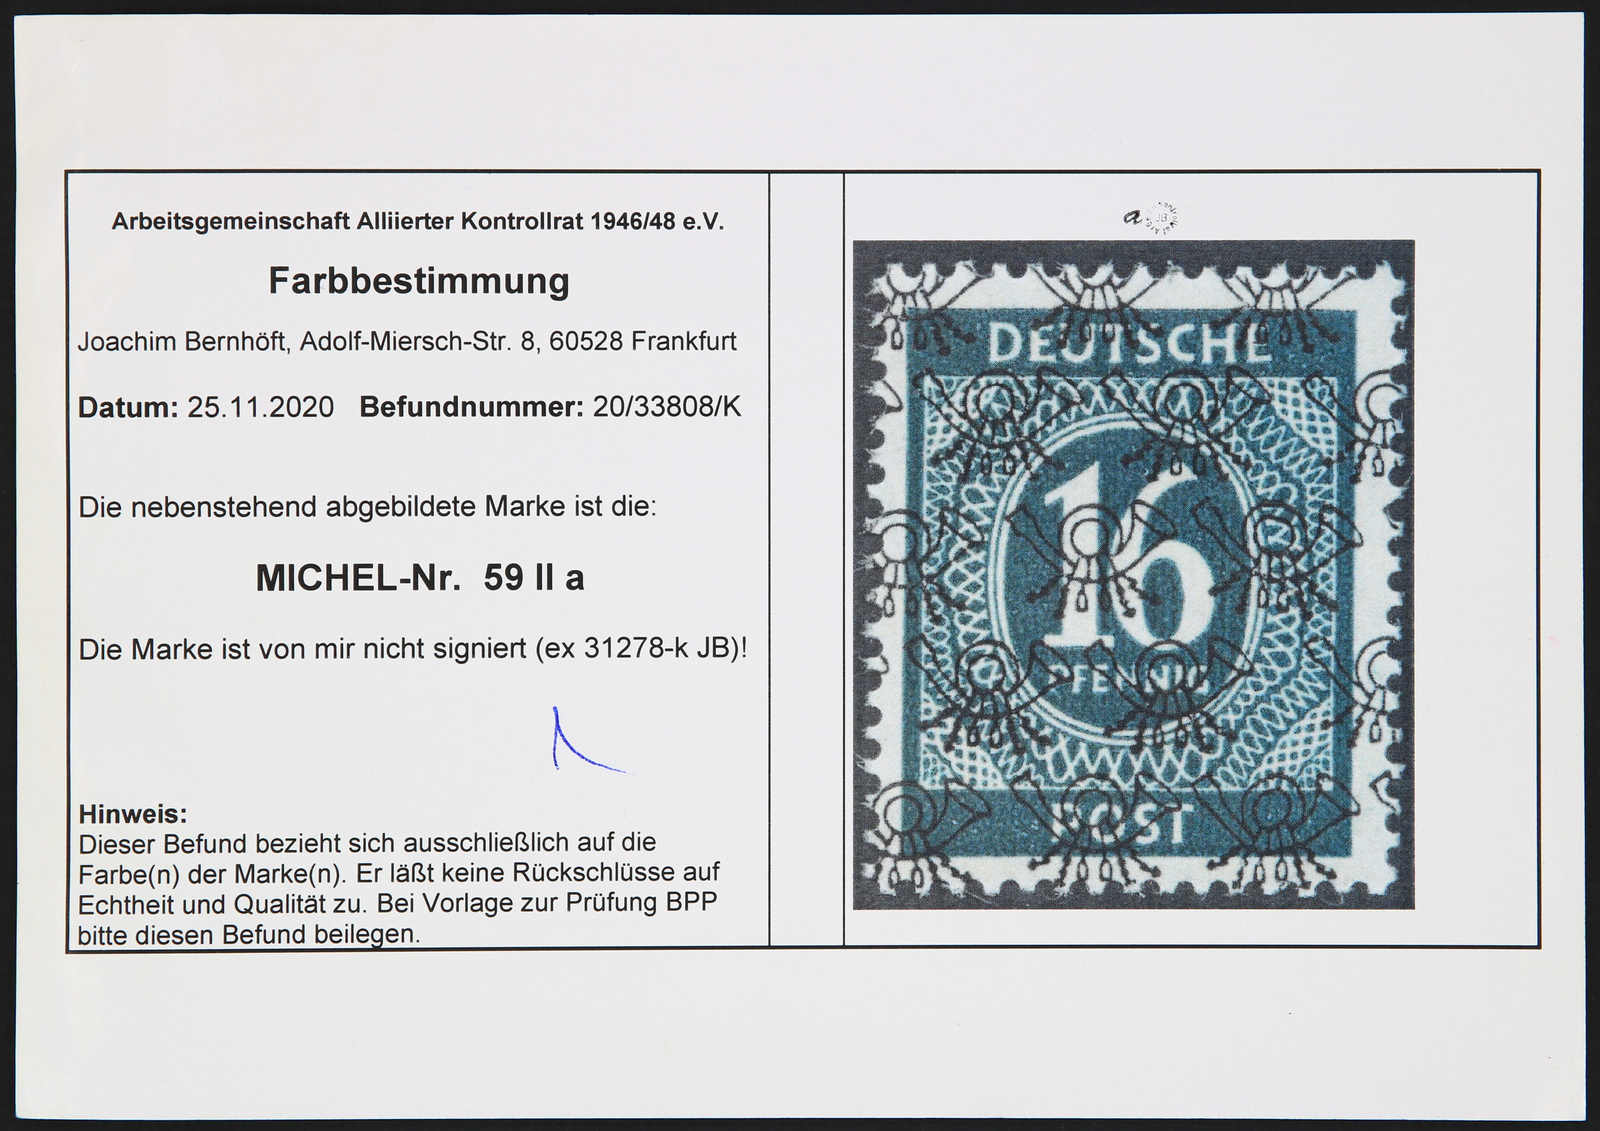 Arbeitsgemeinschaft Alliierter Kontrollrat 1946/48 e.V.
Farbbestimmung
Joachim Bernhöft, Adolf-Miersch-Str. 8, 60528 Frankfurt
Datum: 25.11.2020 Befundnummer: 20/33808/K
Die nebenstehend abgebildete Marke ist die:
MICHEL-Nr. 59 II a
Die Marke ist von mir nicht signiert (ex 31278-k JB)!
Hinweis:
Dieser Befund bezieht sich ausschließlich auf die
Farbe(n) der Marke(n). Er läßt keine Rückschlüsse auf
Echtheit und Qualität zu. Bei Vorlage zur Prüfung BPP
bitte diesen Befund beilegen.
a JB
DEUTSCHE
16
PFENNIG
POST